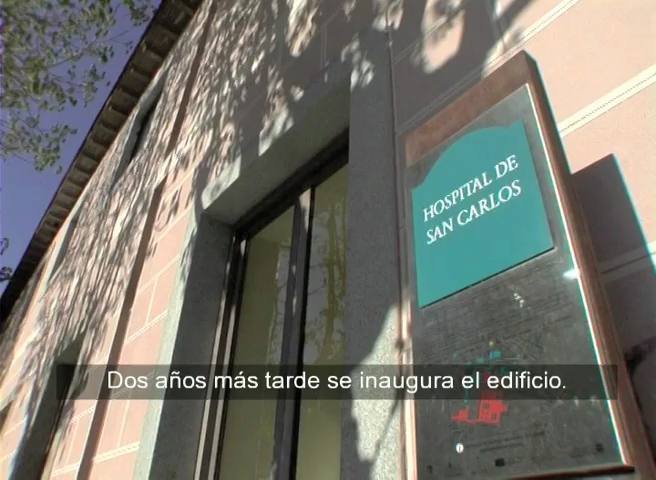 HOSPITAL DE
SAN CARLOS
Dos años más tarde se inaugura el edificio.